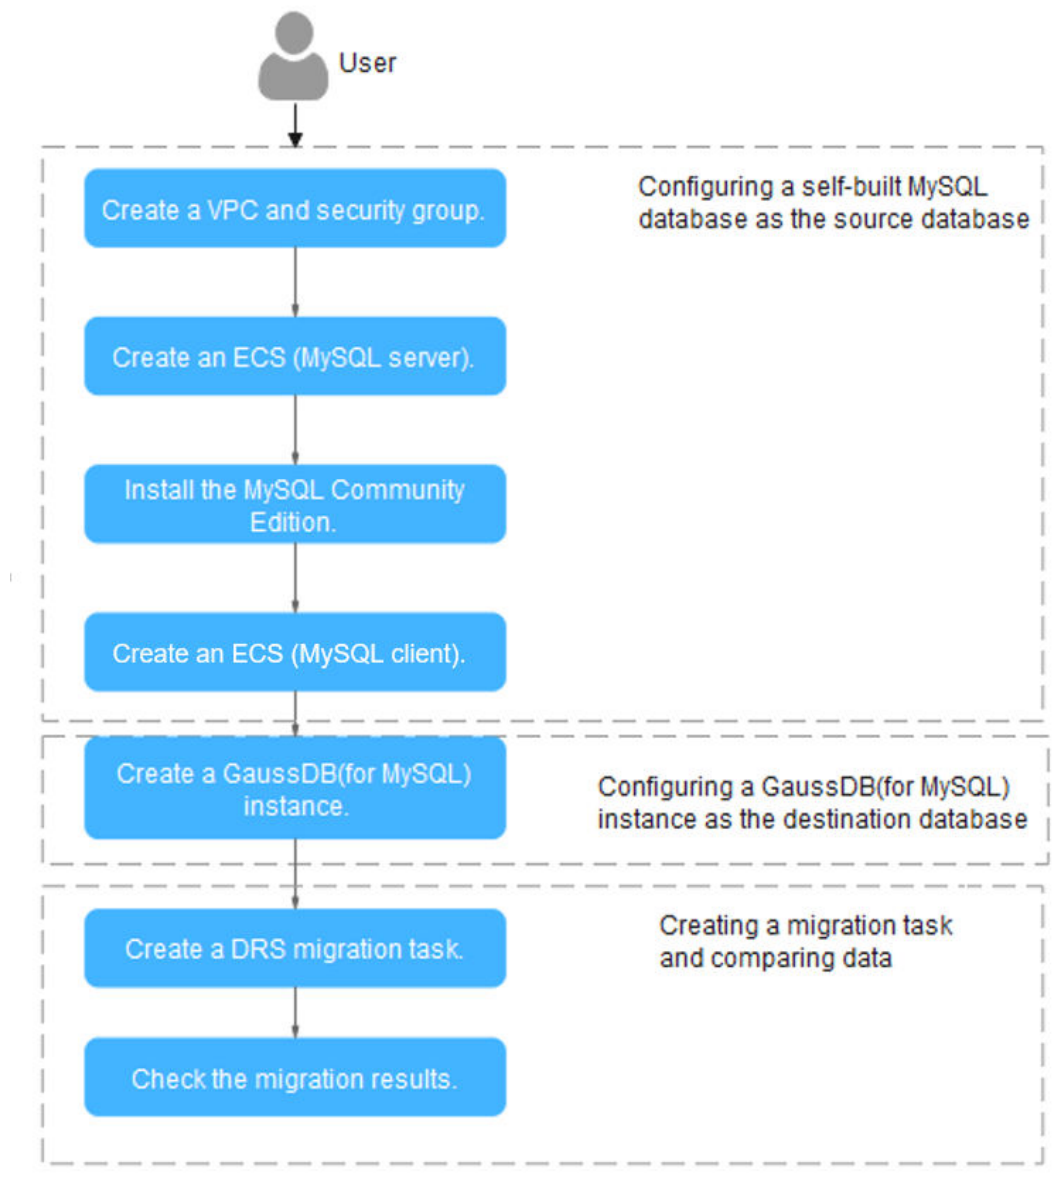 User
Create a VPC and security group.
Configuring a self-built MySQL
database as the source database
Create an ECS (MySQL server).
Install the MySQL Community
Edition.
Create an ECS (MySQL client).
Create a GaussDB(for MySQL)
instance.
Configuring a GaussDB(for MySQL)
instance as the destination database
Create a DRS migration task.
Creating a migration task
and comparing data
Check the migration results.